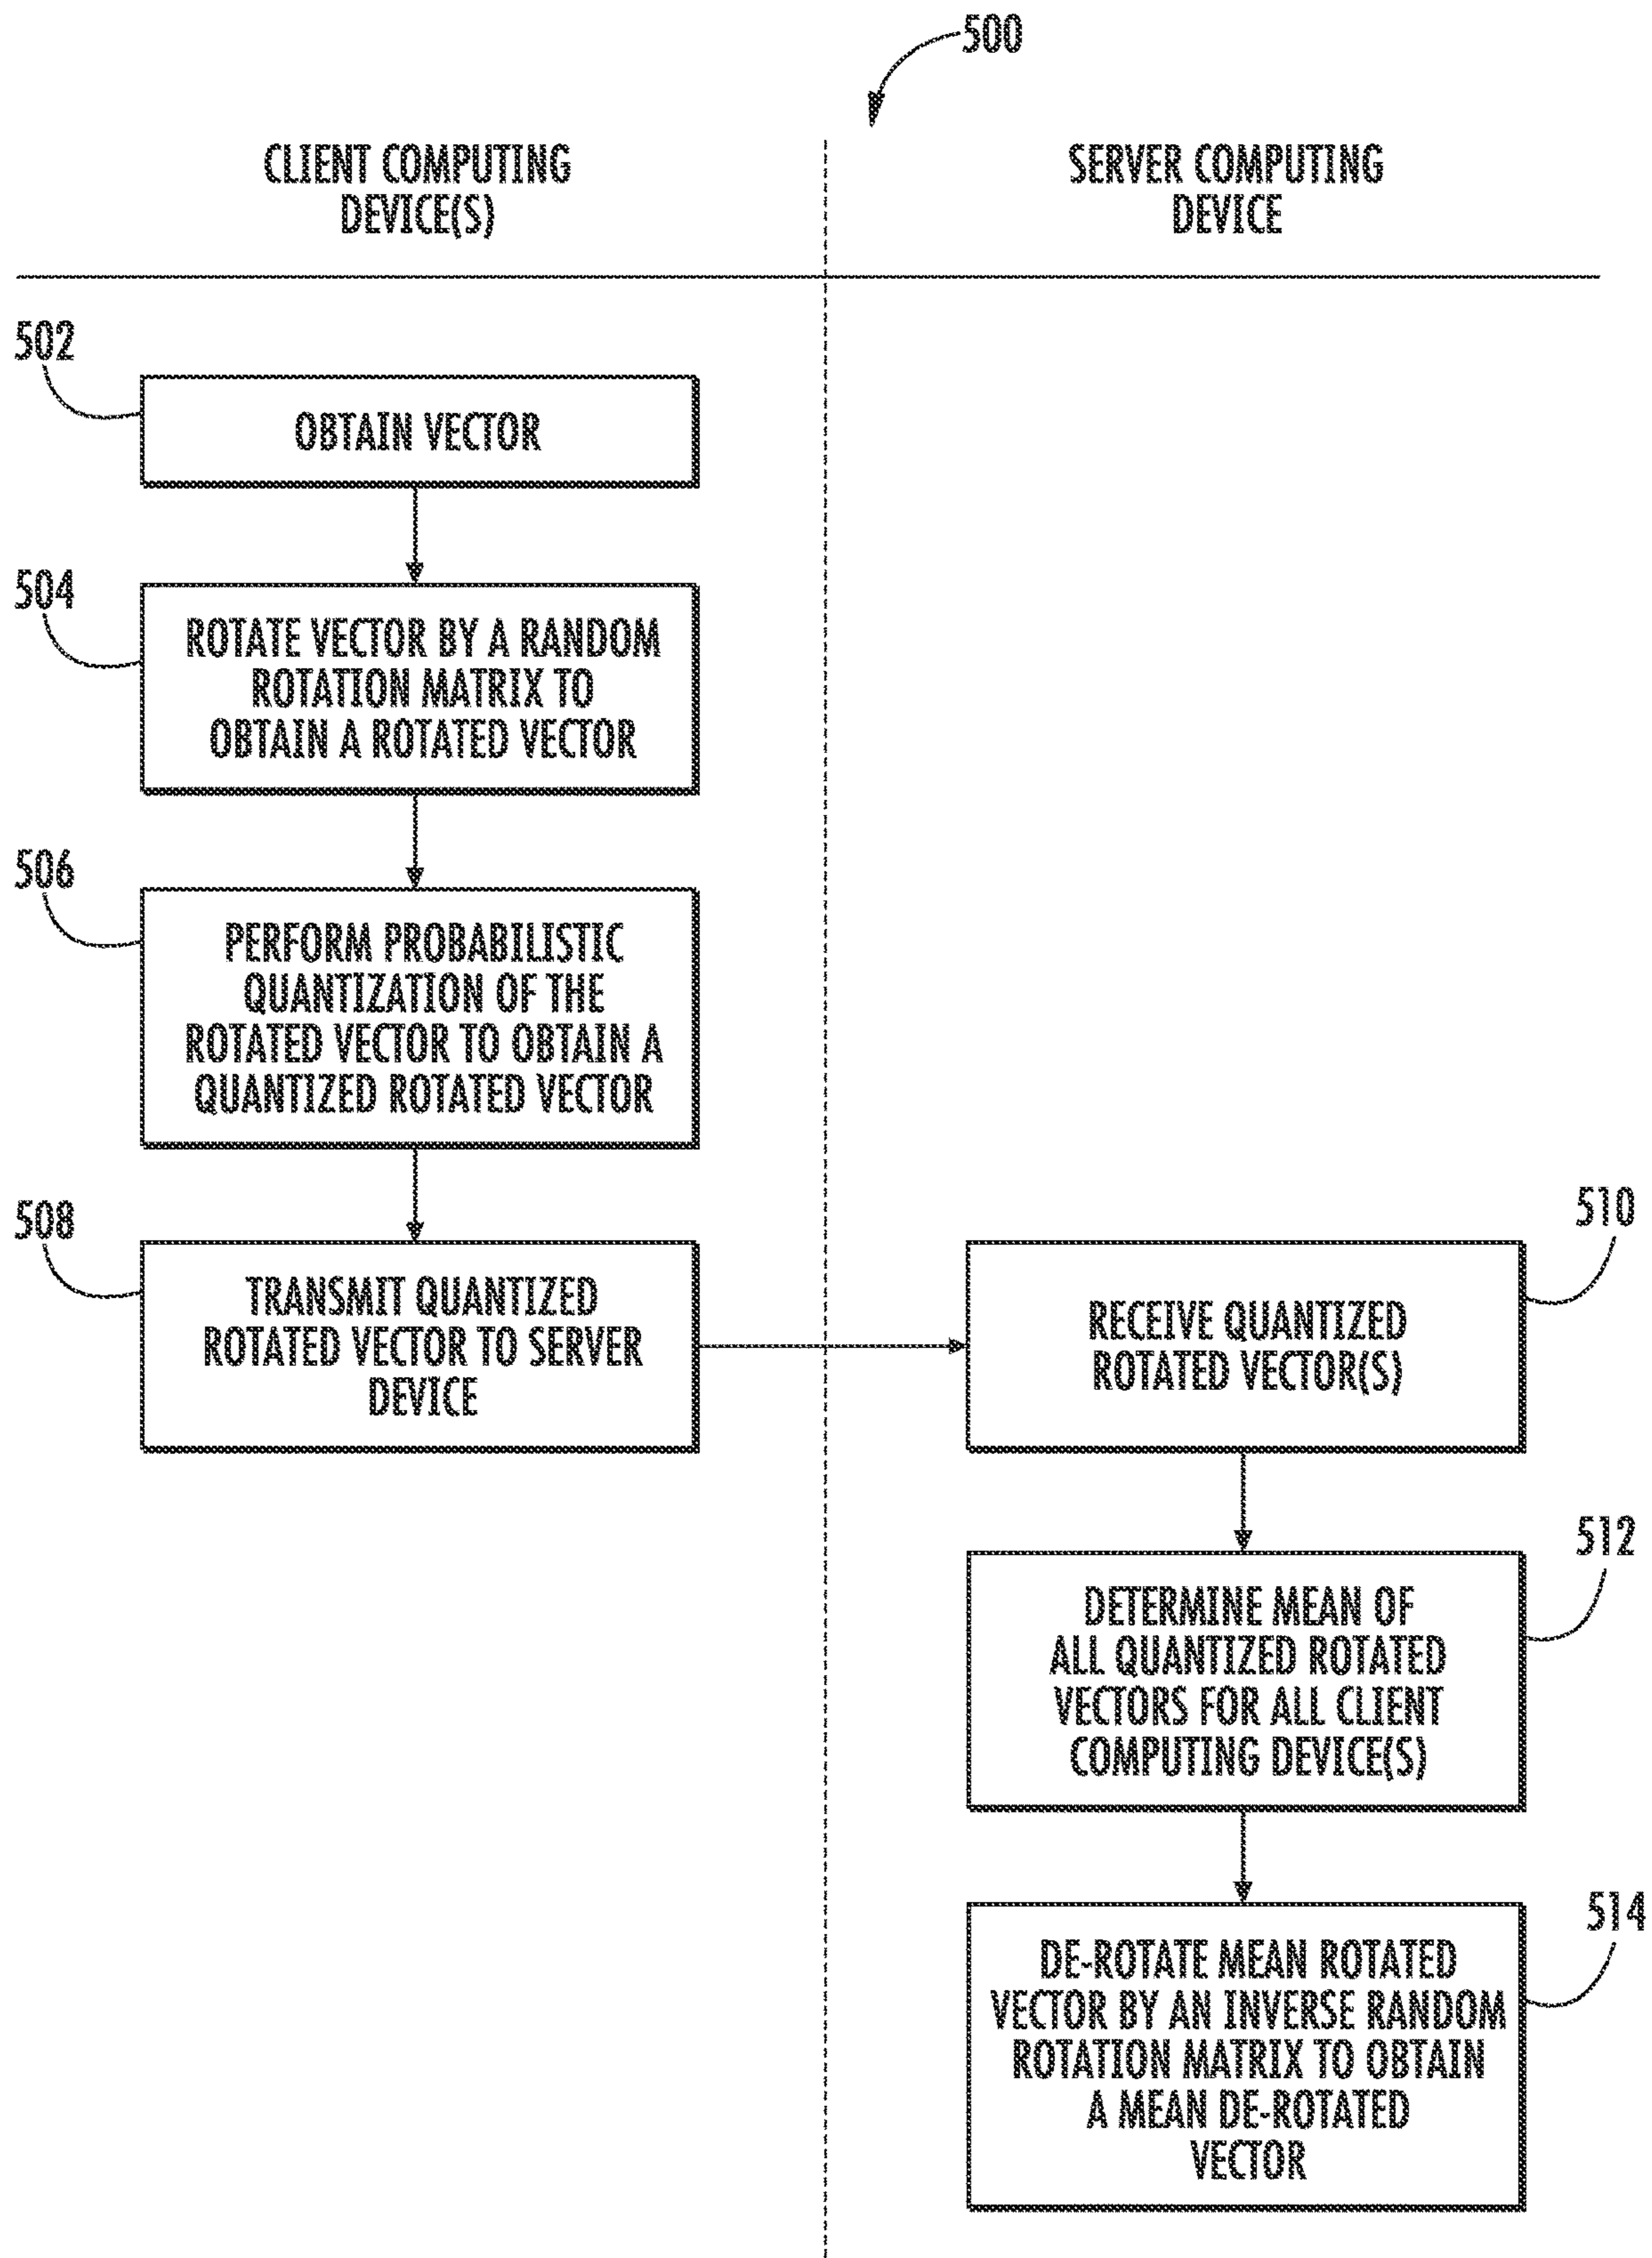 500
CLIENT COMPUTING
DEVICE(S)
SERVER COMPUTING
DEVICE
502
OBTAIN VECTOR
504
ROTATE VECTOR BY A RANDOM
ROTATION MATRIX TO
OBTAIN A ROTATED VECTOR
506
PERFORM PROBABILISTIC
QUANTIZATION OF THE
ROTATED VECTOR TO OBTAIN A
QUANTIZED ROTATED VECTOR
508
TRANSMIT QUANTIZED
ROTATED VECTOR TO SERVER
DEVICE
510
RECEIVE QUANTIZED
ROTATED VECTOR(S)
512
DETERMINE MEAN OF
ALL QUANTIZED ROTATED
VECTORS FOR ALL CLIENT
COMPUTING DEVICE(S)
514
DE-ROTATE MEAN ROTATED
VECTOR BY AN INVERSE RANDOM
ROTATION MATRIX TO OBTAIN
A MEAN DE-ROTATED
VECTOR